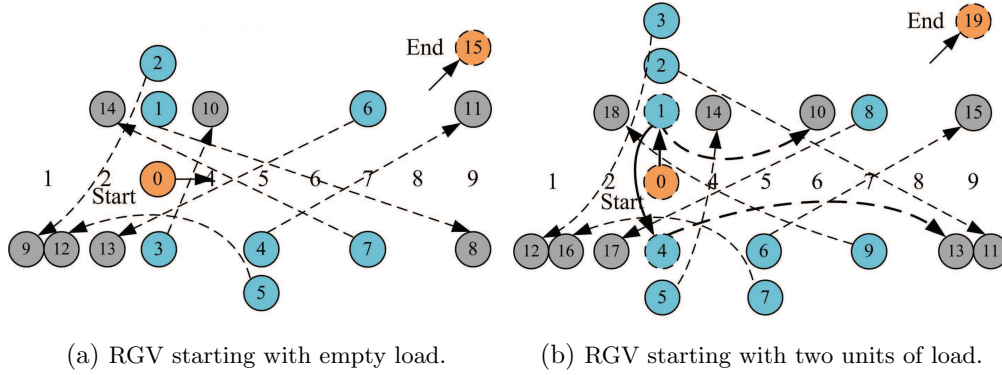 End 15
2
14 1 10 6 11
1 2 0 4 5 6 7 8 9
Start
9 12 13 3 4 7 8
5
(a) RGV starting with empty load.
3
End 19
2
18 1 14 10 8 15
1 2 0 4 5 6 7 8 9
Start
12 16 17 4 6 9 13 11
5 7
(b) RGV starting with two units of load.